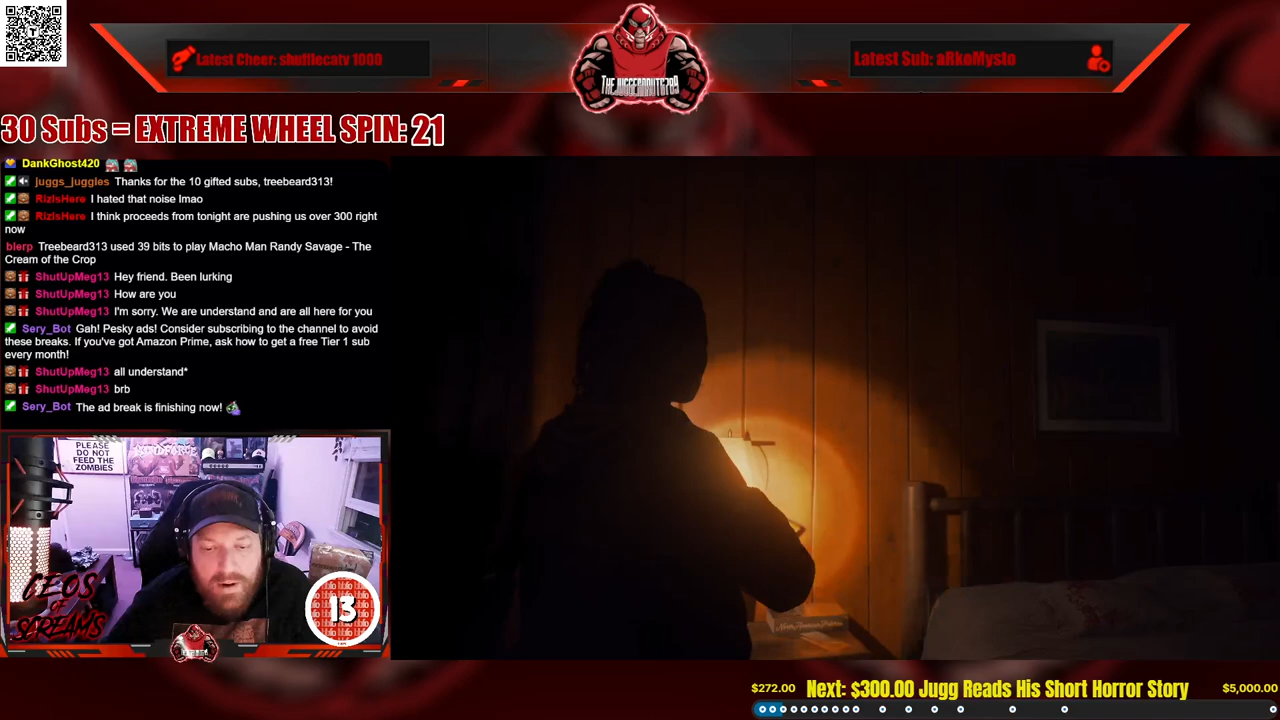 Latest Cheer: shufflecatv 1000
THEJUGGERNAUT6789
Latest Sub: aRkoMysto
30 Subs = EXTREME WHEEL SPIN: 21
DankGhost420
juggs_juggies Thanks for the 10 gifted subs, treebeard313!
RizIsHere I hated that noise lmao
RizIsHere I think proceeds from tonight are pushing us over 300 right
now
blerp Treebeard313 used 39 bits to play Macho Man Randy Savage - The
Cream of the Crop
ShutUpMeg13 Hey friend. Been lurking
ShutUpMeg13 How are you
ShutUpMeg13 I'm sorry. We are understand and are all here for you
Sery_Bot Gah! Pesky ads! Consider subscribing to the channel to avoid
these breaks. If you've got Amazon Prime, ask how to get a free Tier 1 sub
every month!
ShutUpMeg13 all understand*
ShutUpMeg13 brb
Sery_Bot The ad break is finishing now!
PLEASE
DO NOT
FEED THE
ZOMBIES
CEOS
OF
SCREAMS
13
$272.00
Next: $300.00 Jugg Reads His Short Horror Story
$5,000.00